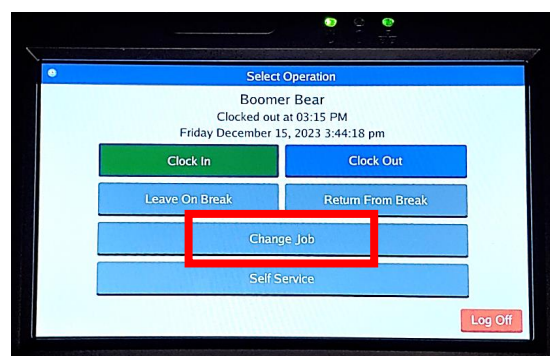 Select Operation
Boomer Bear
Clocked out at 03:15 PM
Friday December 15, 2023 3:44:18 pm
Clock In
Clock Out
Leave On Break
Return From Break
Change Job
Self Service
Log Off